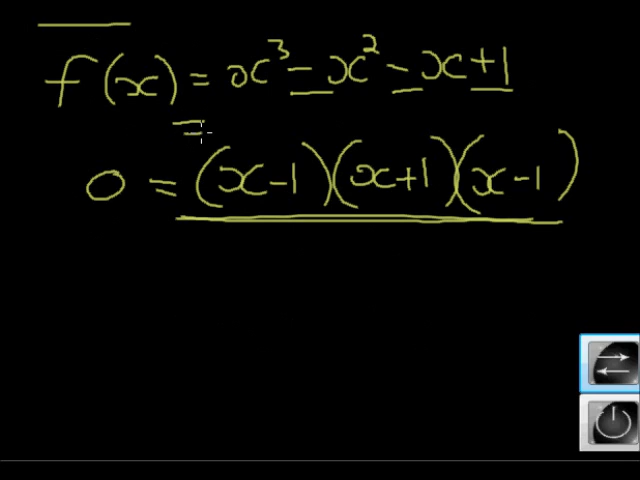 f(x) = x³ - x² - x + 1
=
0 = (x-1)(x+1)(x-1)